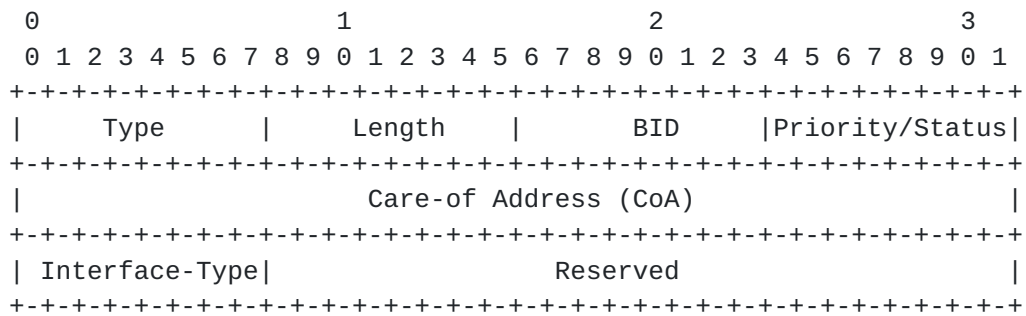 0                   1                   2                   3
 0 1 2 3 4 5 6 7 8 9 0 1 2 3 4 5 6 7 8 9 0 1 2 3 4 5 6 7 8 9 0 1
+-+-+-+-+-+-+-+-+-+-+-+-+-+-+-+-+-+-+-+-+-+-+-+-+-+-+-+-+-+-+-+-+
|     Type      |     Length    |       BID     |Priority/Status|
+-+-+-+-+-+-+-+-+-+-+-+-+-+-+-+-+-+-+-+-+-+-+-+-+-+-+-+-+-+-+-+-+
|                      Care-of Address (CoA)                    |
+-+-+-+-+-+-+-+-+-+-+-+-+-+-+-+-+-+-+-+-+-+-+-+-+-+-+-+-+-+-+-+-+
| Interface-Type|                  Reserved                     |
+-+-+-+-+-+-+-+-+-+-+-+-+-+-+-+-+-+-+-+-+-+-+-+-+-+-+-+-+-+-+-+-+